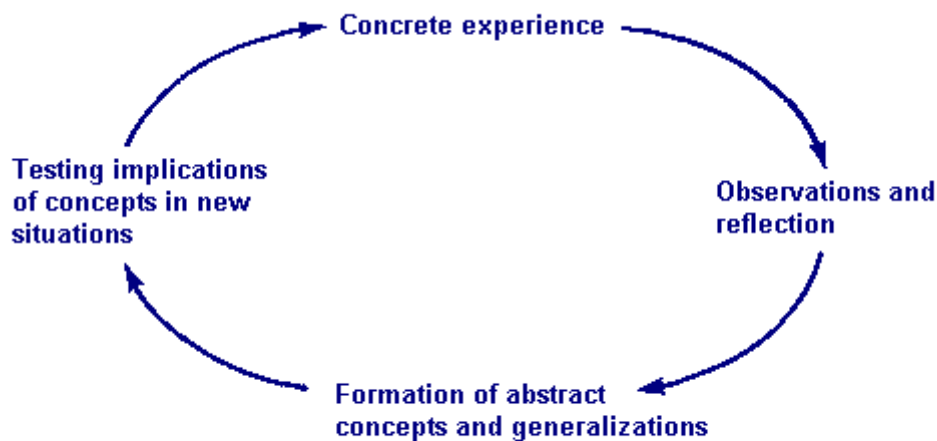 Concrete experience
Observations and
reflection
Formation of abstract
concepts and generalizations
Testing implications
of concepts in new
situations